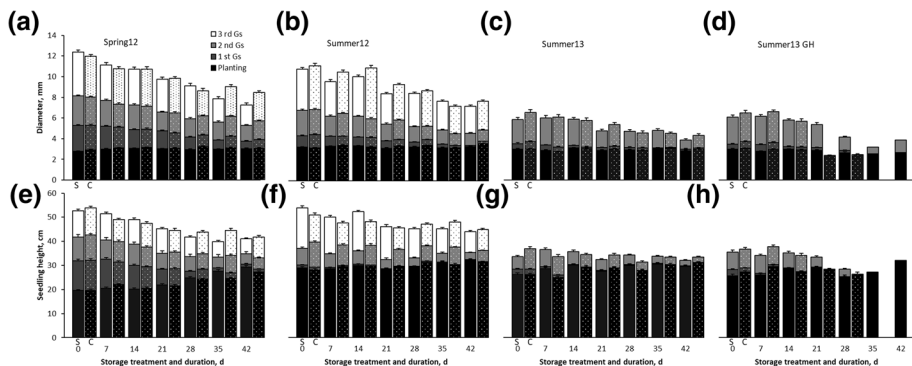 (a) (b) (c) (d)
Spring12 Summer12 Summer13 Summer13 GH
3 rd Gs
2 nd Gs
1 st Gs
Planting
Diameter, mm
14
12
10
8
6
4
2
0
S C S C S C S C
(e) (f) (g) (h)
Seedling height, cm
60
50
40
30
20
10
0
S C S C S C S C
0 7 14 21 28 35 42 0 7 14 21 28 35 42 0 7 14 21 28 35 42 0 7 14 21 28 35 42
Storage treatment and duration, d Storage treatment and duration, d Storage treatment and duration, d Storage treatment and duration, d